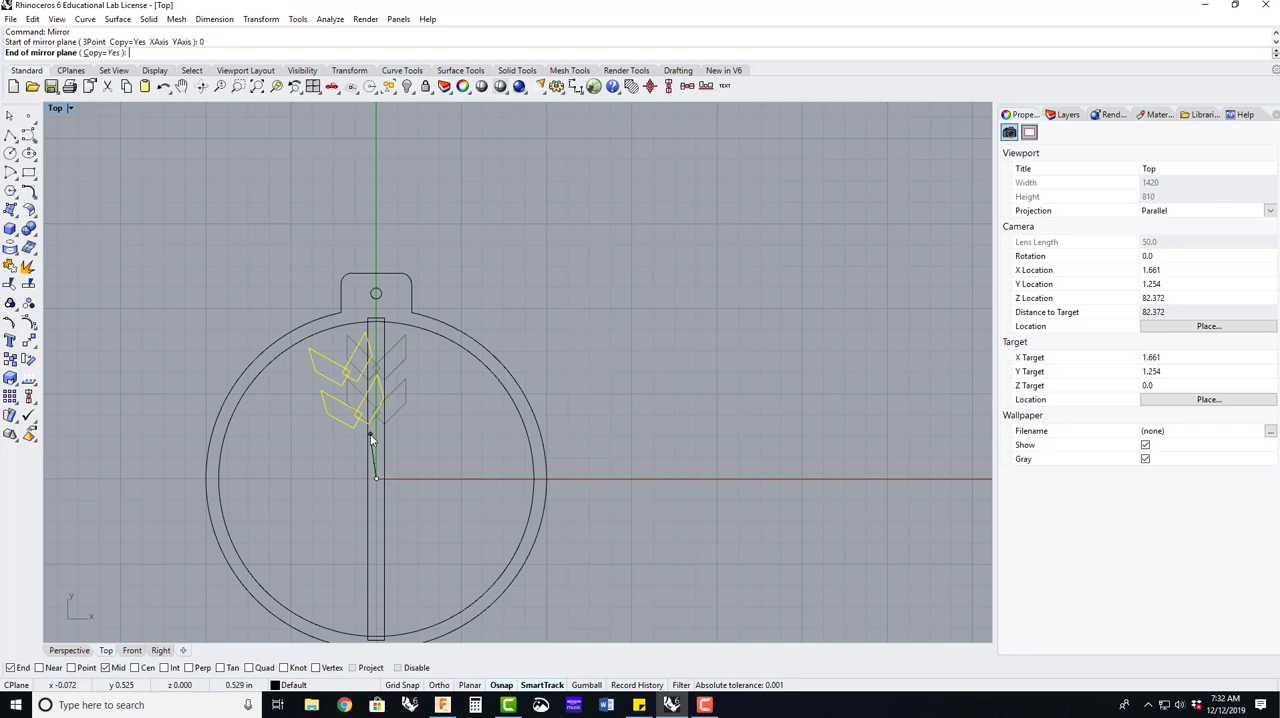 Rhinoceros 6 Educational Lab License - [Top]
File Edit View Curve Surface Solid Mesh Dimension Transform Tools Analyze Render Panels Help
Command: Mirror
Start of mirror plane ( 3Point Copy=Yes XAxis YAxis ): 0
End of mirror plane ( Copy=Yes ):
Standard CPlanes Set View Display Select Viewport Layout Visibility Transform Curve Tools Surface Tools Solid Tools Mesh Tools Render Tools Drafting New in V6
TEXT
Top
Prope... Layers Rend... Mater... Librari... Help
Viewport
Title Top
Width 1420
Height 810
Projection Parallel
Camera
Lens Length 50.0
Rotation 0.0
X Location 1.661
Y Location 1.254
Z Location 82.372
Distance to Target 82.372
Location Place...
Target
X Target 1.661
Y Target 1.254
Z Target 0.0
Location Place...
Wallpaper
Filename (none) ...
Show
Gray
y
x
Perspective Top Front Right
End Near Point Mid Cen Int Perp Tan Quad Knot Vertex Project Disable
CPlane x -0.072 y 0.525 z 0.000 0.529 in Default Grid Snap Ortho Planar Osnap SmartTrack Gumball Record History Filter Absolute tolerance: 0.001
Type here to search
7:32 AM
12/12/2019